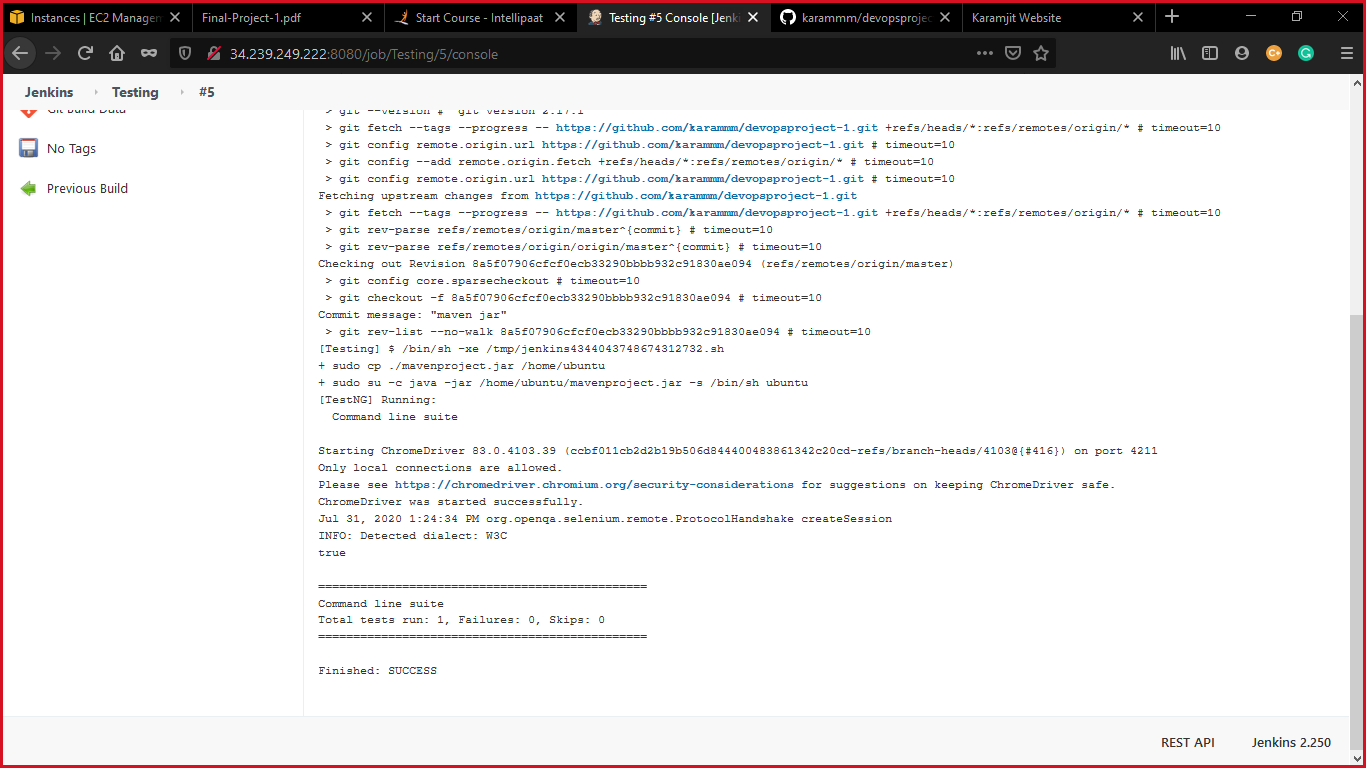 Instances | EC2 Managem
Final-Project-1.pdf
Start Course - Intellipaat
Testing #5 Console [Jenki
karammm/devopsprojec
Karamjit Website
34.239.249.222:8080/job/Testing/5/console
Jenkins
Testing
#5
Git Build Data
No Tags
Previous Build
> git --version # 'git version 2.17.1'
> git fetch --tags --progress -- https://github.com/karammm/devopsproject-1.git +refs/heads/*:refs/remotes/origin/* # timeout=10
> git config remote.origin.url https://github.com/karammm/devopsproject-1.git # timeout=10
> git config --add remote.origin.fetch +refs/heads/*:refs/remotes/origin/* # timeout=10
> git config remote.origin.url https://github.com/karammm/devopsproject-1.git # timeout=10
Fetching upstream changes from https://github.com/karammm/devopsproject-1.git
> git fetch --tags --progress -- https://github.com/karammm/devopsproject-1.git +refs/heads/*:refs/remotes/origin/* # timeout=10
> git rev-parse refs/remotes/origin/master^{commit} # timeout=10
> git rev-parse refs/remotes/origin/origin/master^{commit} # timeout=10
Checking out Revision 8a5f07906cfcf0ecb33290bbbb932c91830ae094 (refs/remotes/origin/master)
> git config core.sparsecheckout # timeout=10
> git checkout -f 8a5f07906cfcf0ecb33290bbbb932c91830ae094 # timeout=10
Commit message: "maven jar"
> git rev-list --no-walk 8a5f07906cfcf0ecb33290bbbb932c91830ae094 # timeout=10
[Testing] $ /bin/sh -xe /tmp/jenkins4344043748674312732.sh
+ sudo cp ./mavenproject.jar /home/ubuntu
+ sudo su -c java -jar /home/ubuntu/mavenproject.jar -s /bin/sh ubuntu
[TestNG] Running:
Command line suite
Starting ChromeDriver 83.0.4103.39 (ccbf011cb2d2b19b506d844400483861342c20cd-refs/branch-heads/4103@{#416}) on port 4211
Only local connections are allowed.
Please see https://chromedriver.chromium.org/security-considerations for suggestions on keeping ChromeDriver safe.
ChromeDriver was started successfully.
Jul 31, 2020 1:24:34 PM org.openqa.selenium.remote.ProtocolHandshake createSession
INFO: Detected dialect: W3C
true
===============================================
Command line suite
Total tests run: 1, Failures: 0, Skips: 0
===============================================
Finished: SUCCESS
REST API
Jenkins 2.250